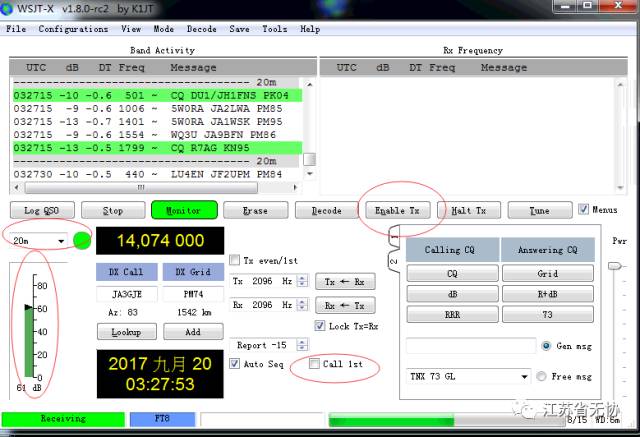 WSJT-X v1.8.0-rc2 by K1JT
File Configurations View Mode Decode Save Tools Help
Band Activity
Rx Frequency
UTC dB DT Freq Message
UTC dB DT Freq Message
------------------------------------ 20m
032715 -10 -0.6 501 ~ CQ DU1/JH1FNS PK04
032715 -9 -0.6 1006 ~ 5W0RA JA2LWA PM85
032715 -13 -0.7 1401 ~ 5W0RA JA1WSK PM95
032715 -9 -0.6 1554 ~ WQ3U JA9BFN PM86
032715 -13 -0.5 1799 ~ CQ R7AG KN95
------------------------------------ 20m
032730 -10 -0.5 440 ~ LU4EN JF2UPM PM84
Log QSO Stop Monitor Erase Decode Enable Tx Halt Tx Tune Menus
20m
14,074 000
Tx even/1st
Pwr
DX Call DX Grid
Tx 2096 Hz
Tx ← Rx
JA3GJE PM74
Az: 83 1542 km
Rx 2096 Hz
Rx ← Tx
Lookup Add
Lock Tx=Rx
Report -15
Auto Seq Call 1st
2017 九月 20
03:27:53
80
60
40
20
0
61 dB
1
2
Calling CQ Answering CQ
CQ Grid
dB R+dB
RRR 73
Gen msg
TNX 73 GL Free msg
Receiving FT8 8/15 WD:6m
江苏省无协